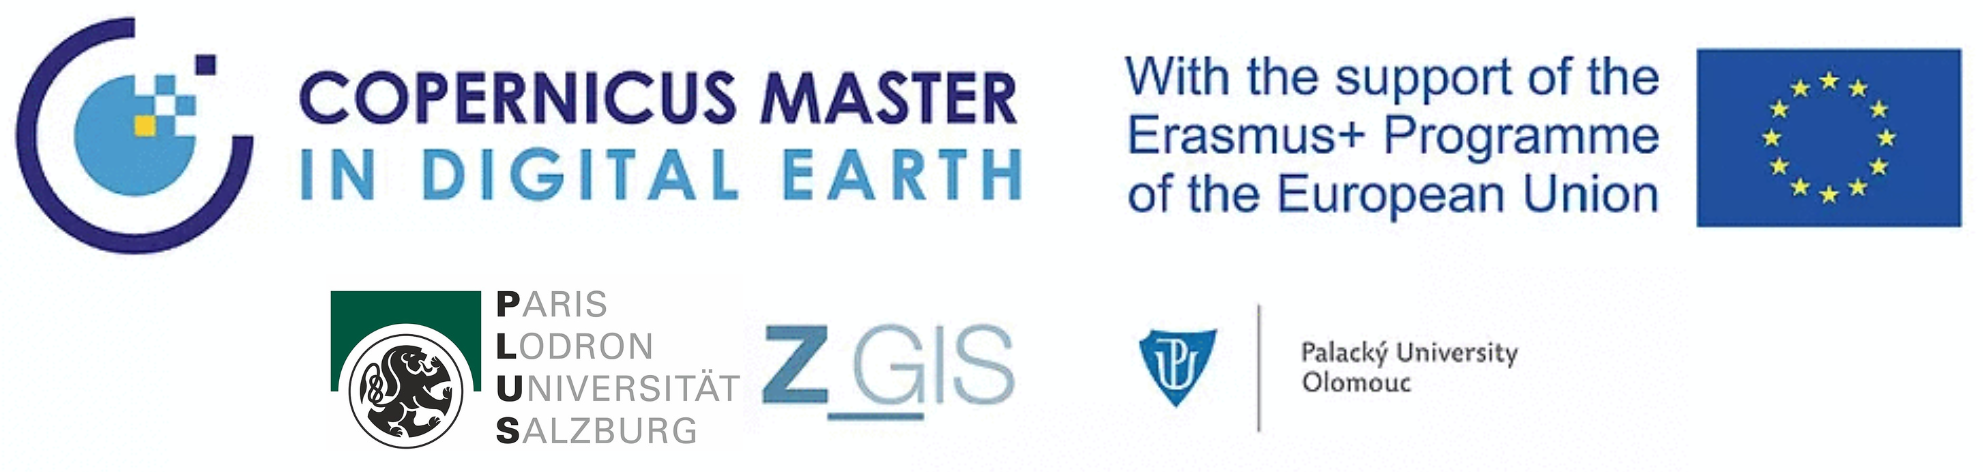 COPERNICUS MASTER
IN DIGITAL EARTH
With the support of the
Erasmus+ Programme
of the European Union
PARIS
LODRON
UNIVERSITÄT
SALZBURG
Z_GIS
UP
Palacký University
Olomouc